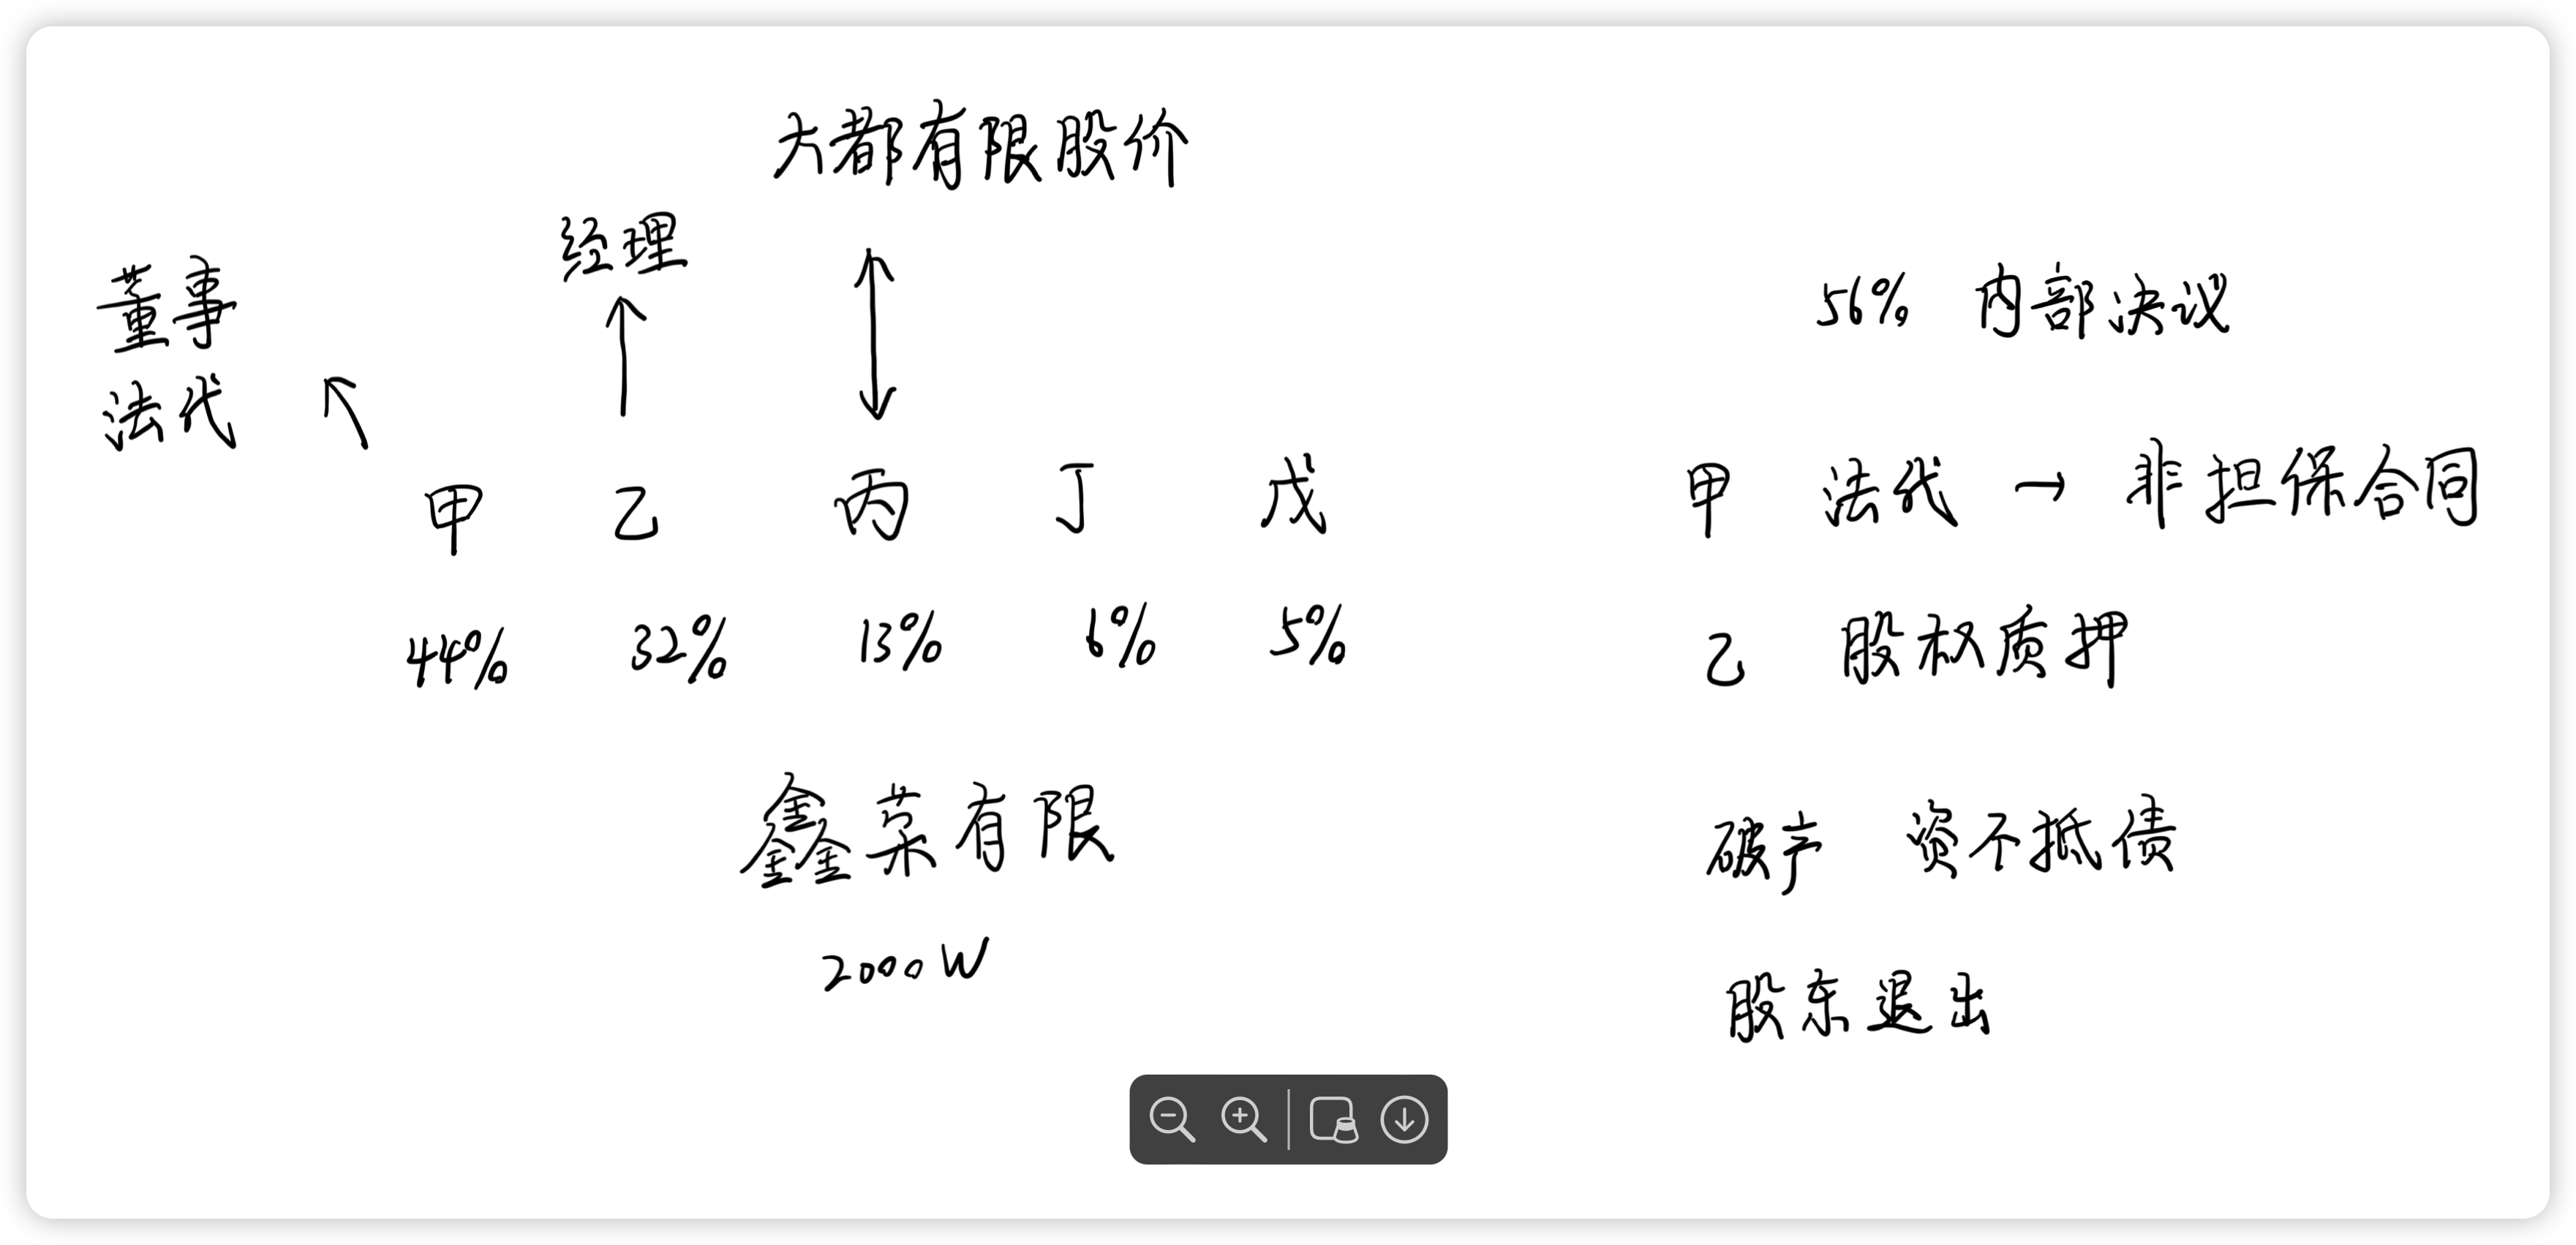 大都有限股价
经理
董事
法代
甲 乙 丙 丁 戊
44% 32% 13% 6% 5%
鑫菜有限
2000W
56% 内部决议
甲 法代 → 非担保合同
乙 股权质押
破产 资不抵债
股东退出